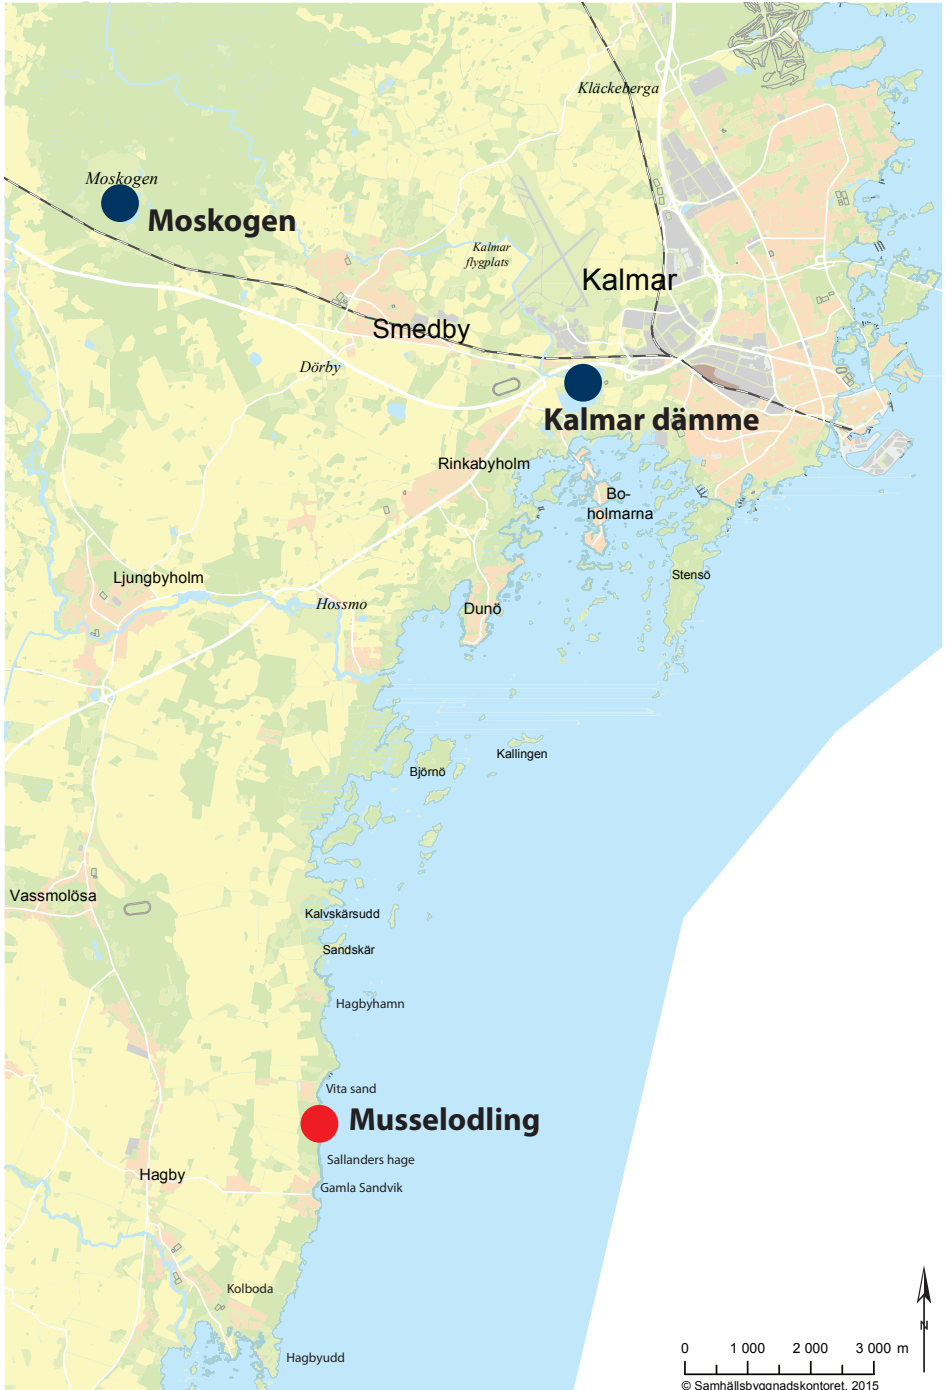 Kläckeberga
Moskogen
Moskogen
Kalmar
flygplats
Kalmar
Smedby
Dörby
Kalmar dämme
Rinkabyholm
Bo-
holmarna
Stensö
Ljungbyholm
Hossmo
Dunö
Kallingen
Björnö
Vassmolösa
Kalvskärsudd
Sandskär
Hagbyhamn
Vita sand
Musselodling
Sallanders hage
Hagby
Gamla Sandvik
Kolboda
Hagbyudd
N
0 1 000 2 000 3 000 m
© Samhällsbyggnadskontoret, 2015